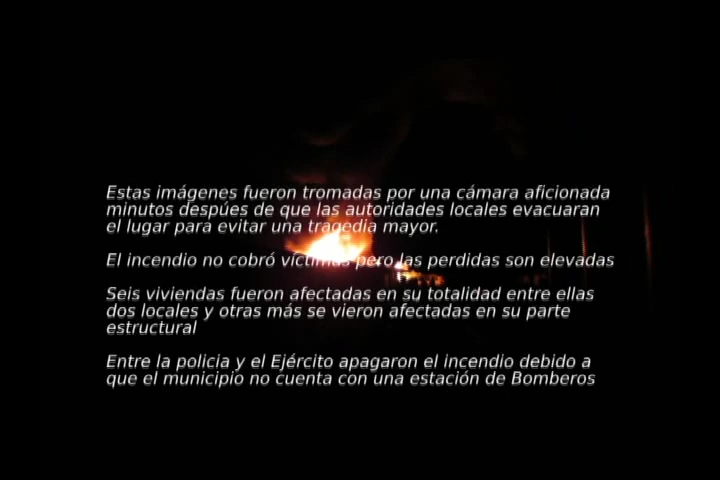 Estas imágenes fueron tromadas por una cámara aficionada
minutos despúes de que las autoridades locales evacuaran
el lugar para evitar una tragedia mayor.
El incendio no cobró victimas pero las perdidas son elevadas
Seis viviendas fueron afectadas en su totalidad entre ellas
dos locales y otras más se vieron afectadas en su parte
estructural
Entre la policia y el Ejército apagaron el incendio debido a
que el municipio no cuenta con una estación de Bomberos